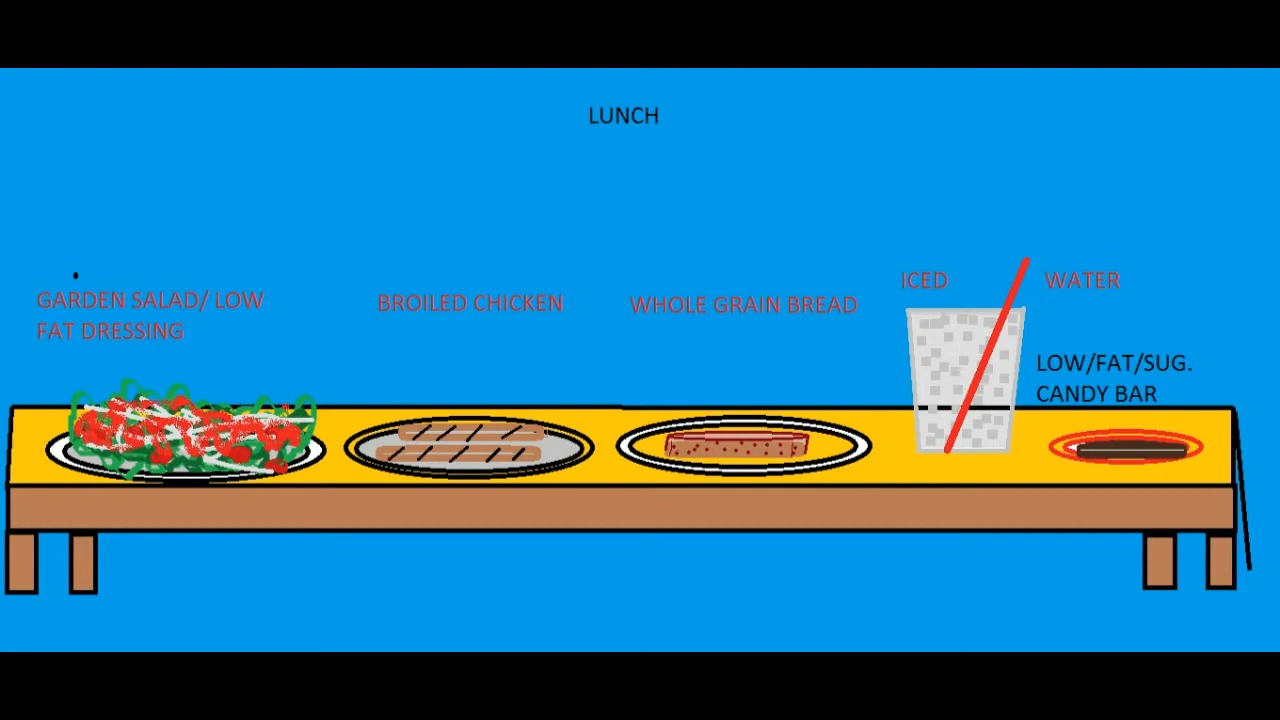 LUNCH
GARDEN SALAD/ LOW
FAT DRESSING
BROILED CHICKEN
WHOLE GRAIN BREAD
ICED WATER
LOW/FAT/SUG.
CANDY BAR